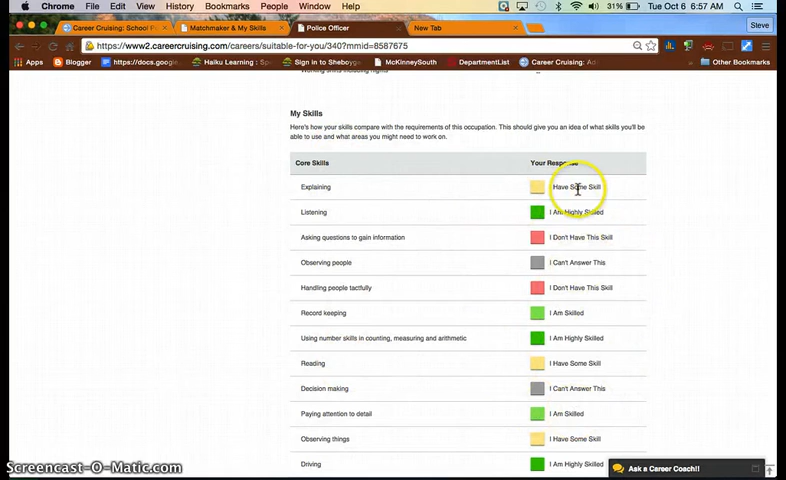 Chrome File Edit View History Bookmarks People Window Help 31% Tue Oct 6 6:57 AM
Career Cruising: School P Matchmaker & My Skills Police Officer New Tab Steve
https://www2.careercruising.com/careers/suitable-for-you/340?mmid=8587675
Apps Blogger https://docs.google. Haiku Learning : Sign in to Sheboyg McKinneySouth DepartmentList Career Cruising: Ad Other Bookmarks
Working shifts including nights
My Skills
Here's how your skills compare with the requirements of this occupation. This should give you an idea of what skills you'll be
able to use and what areas you might need to work on.
Core Skills Your Response
Explaining I Have Some Skill
Listening I Am Highly Skilled
Asking questions to gain information I Don't Have This Skill
Observing people I Can't Answer This
Handling people tactfully I Don't Have This Skill
Record keeping I Am Skilled
Using number skills in counting, measuring and arithmetic I Am Highly Skilled
Reading I Have Some Skill
Decision making I Can't Answer This
Paying attention to detail I Am Skilled
Observing things I Have Some Skill
Driving I Am Highly Skilled
Screencast-O-Matic.com Ask a Career Coach!!